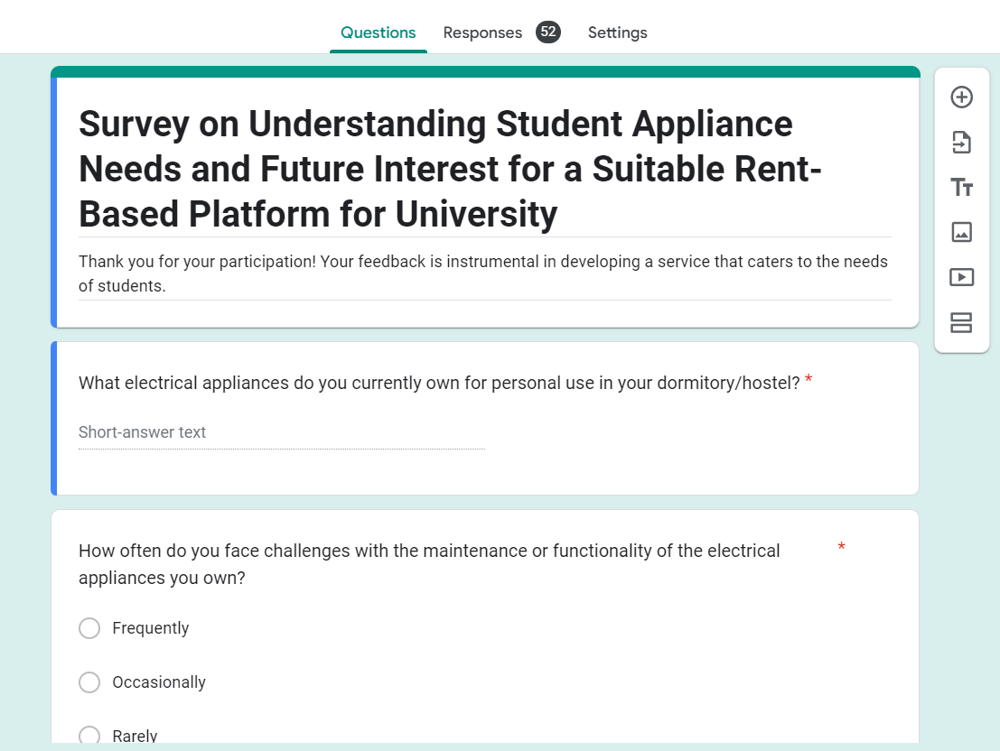 Questions Responses 52 Settings
Survey on Understanding Student Appliance
Needs and Future Interest for a Suitable Rent-
Based Platform for University
Thank you for your participation! Your feedback is instrumental in developing a service that caters to the needs
of students.
What electrical appliances do you currently own for personal use in your dormitory/hostel? *
Short-answer text
How often do you face challenges with the maintenance or functionality of the electrical *
appliances you own?
Frequently
Occasionally
Rarely